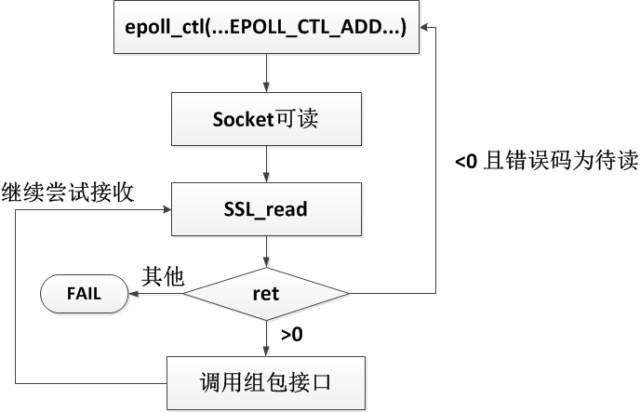 epoll_ctl(...EPOLL_CTL_ADD...)
Socket可读
<0 且错误码为待读
继续尝试接收
SSL_read
其他
FAIL
ret
>0
调用组包接口